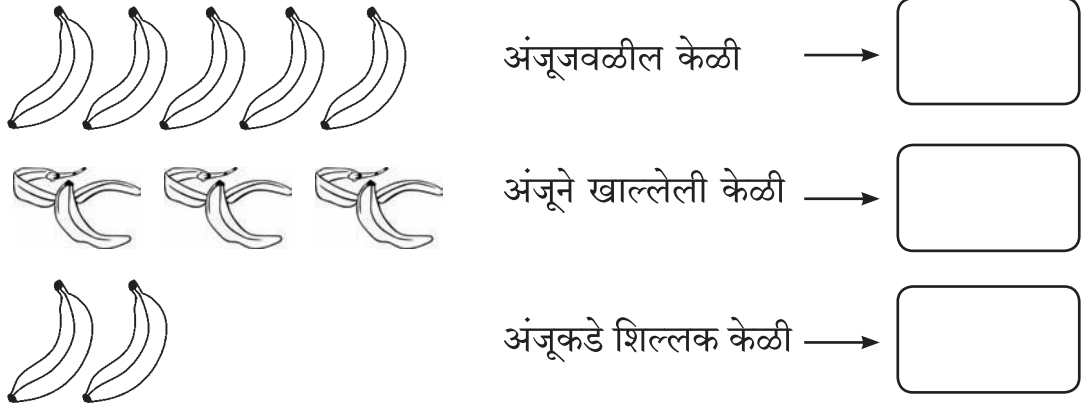 अंजूजवळील केळी
अंजूने खाल्लेली केळी
अंजूकडे शिल्लक केळी